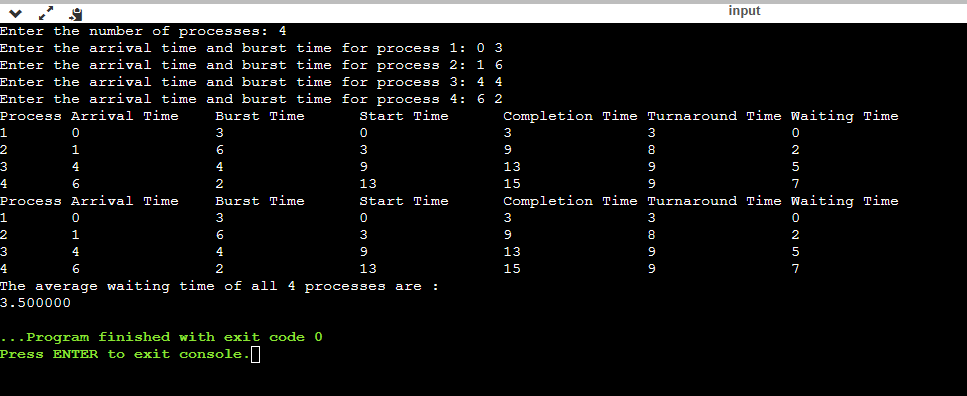 input
Enter the number of processes: 4
Enter the arrival time and burst time for process 1: 0 3
Enter the arrival time and burst time for process 2: 1 6
Enter the arrival time and burst time for process 3: 4 4
Enter the arrival time and burst time for process 4: 6 2
Process Arrival Time    Burst Time      Start Time      Completion Time Turnaround Time Waiting Time
1       0               3               0               3               3               0
2       1               6               3               9               8               2
3       4               4               9               13              9               5
4       6               2               13              15              9               7
Process Arrival Time    Burst Time      Start Time      Completion Time Turnaround Time Waiting Time
1       0               3               0               3               3               0
2       1               6               3               9               8               2
3       4               4               9               13              9               5
4       6               2               13              15              9               7
The average waiting time of all 4 processes are :
3.500000
...Program finished with exit code 0
Press ENTER to exit console.